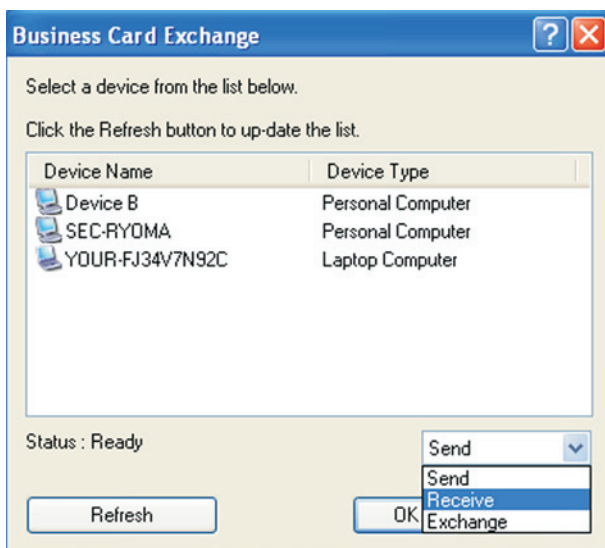 Business Card Exchange
Select a device from the list below.
Click the Refresh button to up-date the list.
Device Name Device Type
Device B Personal Computer
SEC-RYOMA Personal Computer
YOUR-FJ34V7N92C Laptop Computer
Status : Ready Send
Send
Receive
Refresh OK Exchange